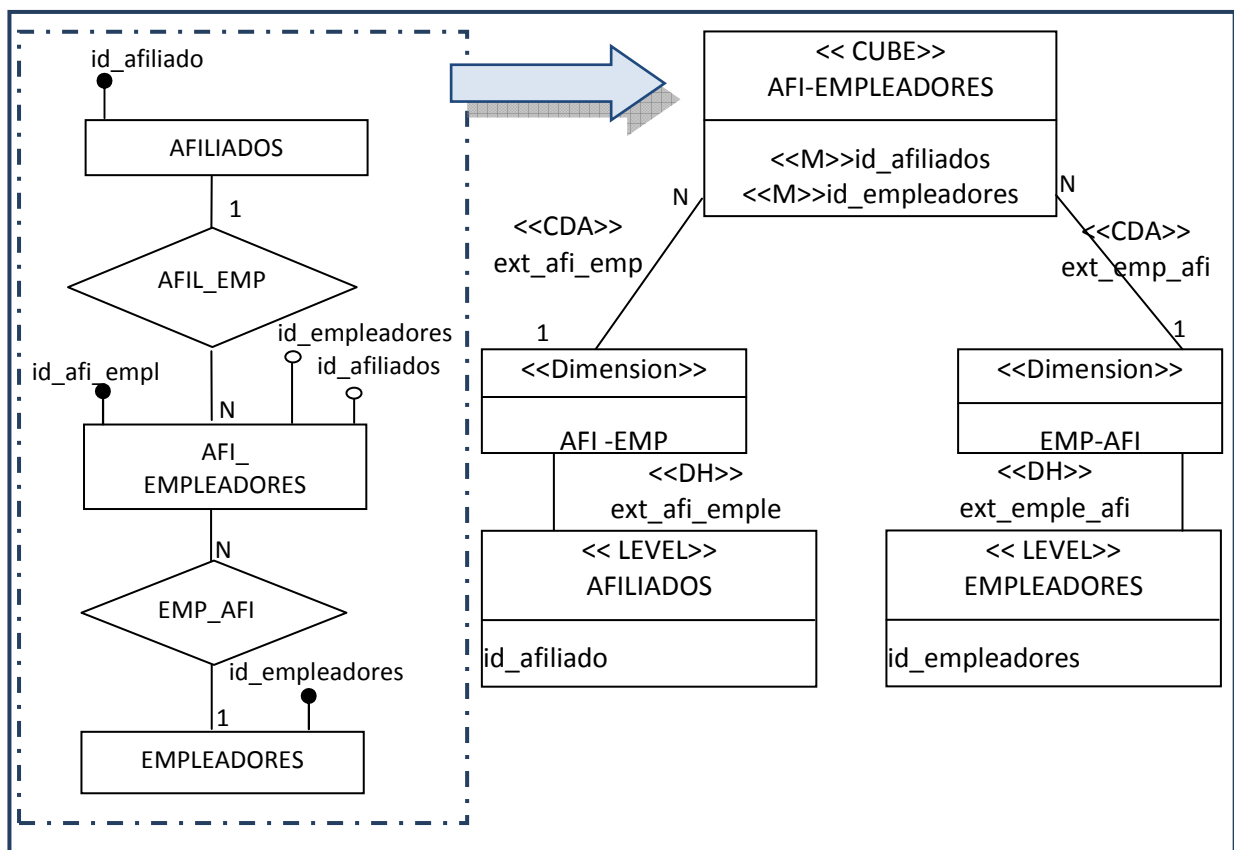 id_afiliado
AFILIADOS
1
AFIL_EMP
id_empleadores
id_afiliados
id_afi_empl
N
AFI_
EMPLEADORES
N
EMP_AFI
id_empleadores
1
EMPLEADORES
<< CUBE>>
AFI-EMPLEADORES
<<M>>id_afiliados
<<M>>id_empleadores
N
N
<<CDA>>
ext_afi_emp
<<CDA>>
ext_emp_afi
1
1
<<Dimension>>
AFI -EMP
<<Dimension>>
EMP-AFI
<<DH>>
ext_afi_emple
<<DH>>
ext_emple_afi
<< LEVEL>>
AFILIADOS
id_afiliado
<< LEVEL>>
EMPLEADORES
id_empleadores